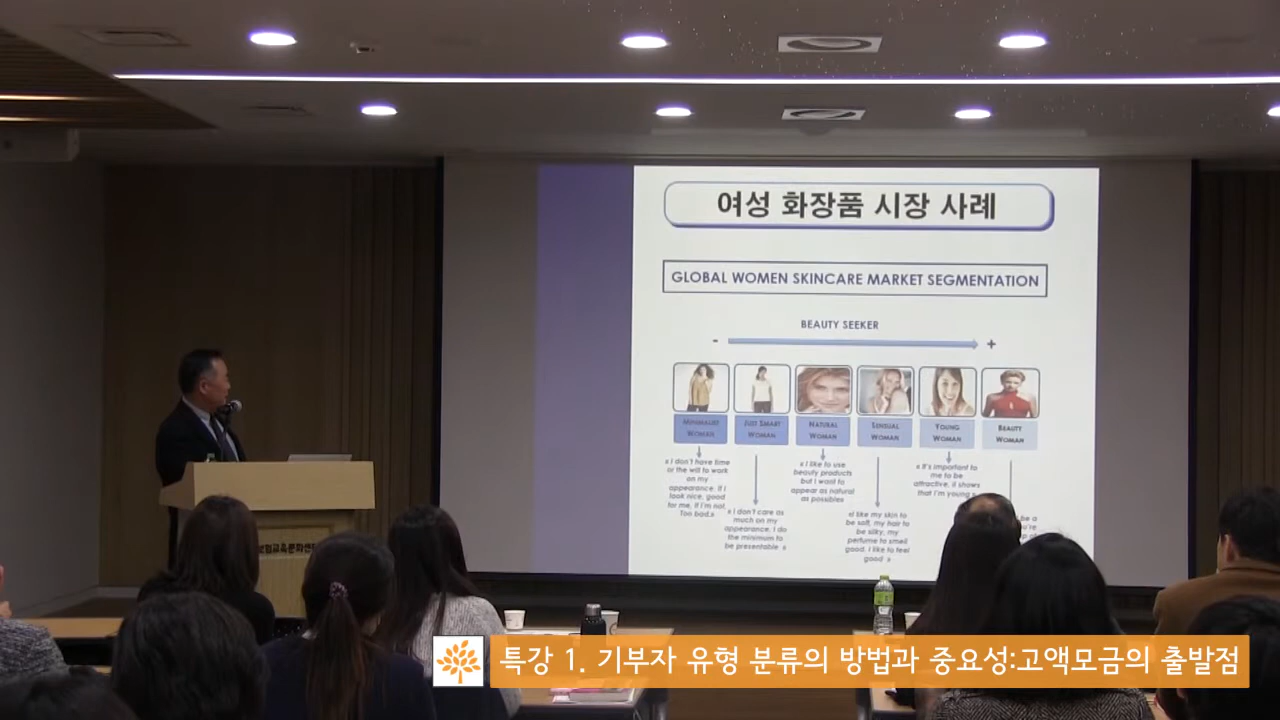 여성 화장품 시장 사례
GLOBAL WOMEN SKINCARE MARKET SEGMENTATION
BEAUTY SEEKER
- +
MINIMALIST
WOMAN
JUST SMART
WOMAN
NATURAL
WOMAN
SENSUAL
WOMAN
YOUNG
WOMAN
BEAUTY
WOMAN
« I don't have time
or the will to work
on my
appearance. If I
look nice, good
for me, if I'm not,
Too bad.»
« I don't care as
much on my
appearance, I do
the minimum to
be presentable »
« I like to use
beauty products
but I want to
appear as natural
as possibles
«I like my skin to
be soft, my hair to
be silky, my
perfume to smell
good. I like to feel
good »
« It's important to
me to be
attractive, it shows
that I'm young »
be a
특강 1. 기부자 유형 분류의 방법과 중요성:고액모금의 출발점